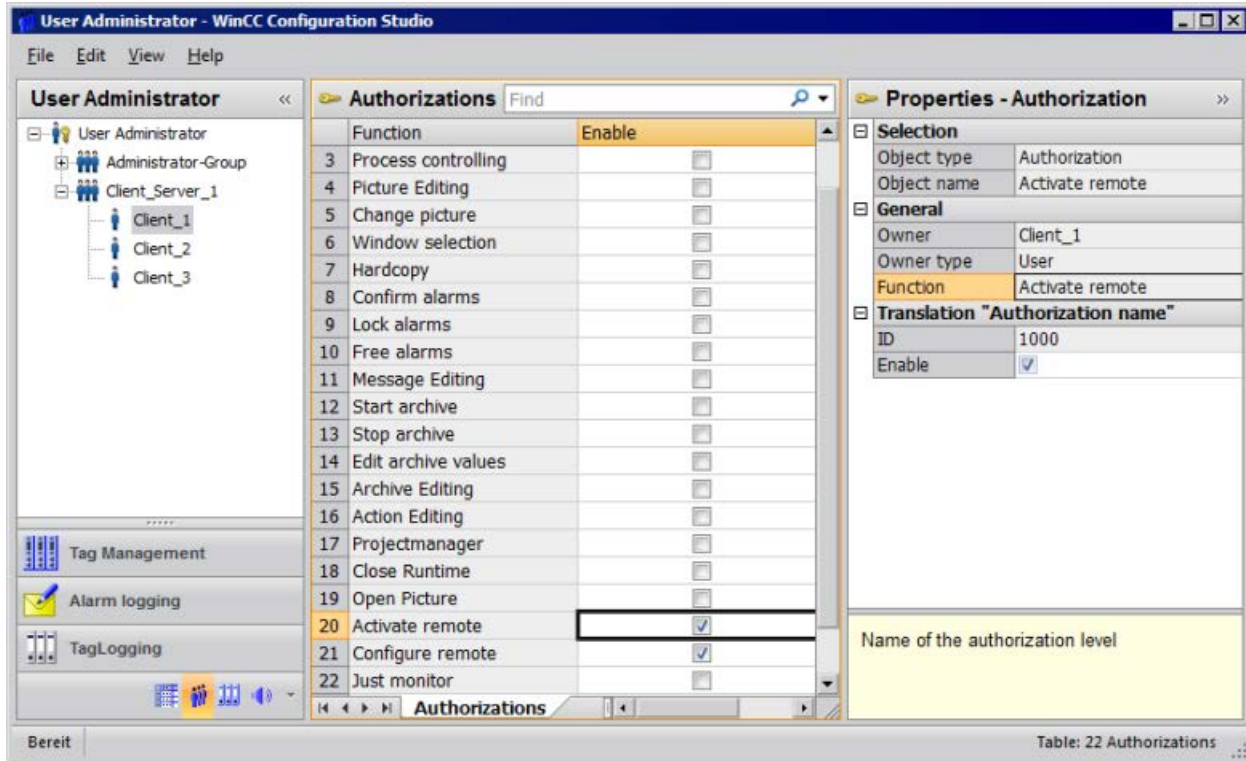 User Administrator - WinCC Configuration Studio
File Edit View Help
User Administrator
User Administrator
Administrator-Group
Client_Server_1
Client_1
Client_2
Client_3
Tag Management
Alarm logging
TagLogging
Authorizations Find
Function Enable
3 Process controlling
4 Picture Editing
5 Change picture
6 Window selection
7 Hardcopy
8 Confirm alarms
9 Lock alarms
10 Free alarms
11 Message Editing
12 Start archive
13 Stop archive
14 Edit archive values
15 Archive Editing
16 Action Editing
17 Projectmanager
18 Close Runtime
19 Open Picture
20 Activate remote
21 Configure remote
22 Just monitor
Authorizations
Properties - Authorization
Selection
Object type Authorization
Object name Activate remote
General
Owner Client_1
Owner type User
Function Activate remote
Translation "Authorization name"
ID 1000
Enable
Name of the authorization level
Bereit Table: 22 Authorizations